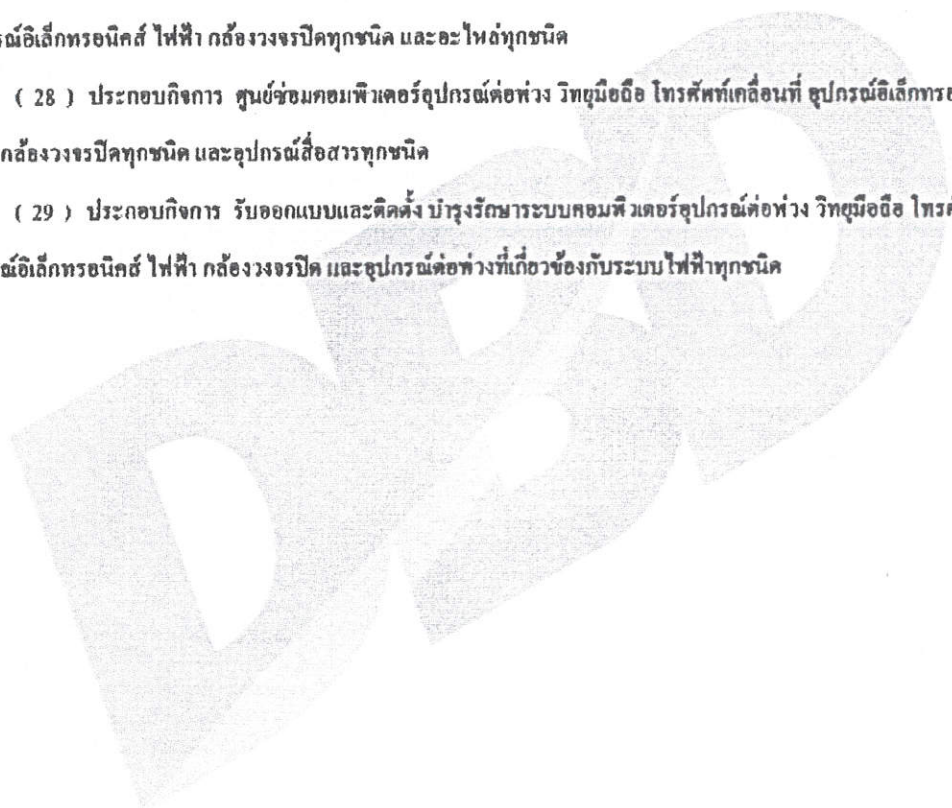 รณ์อิเล็กทรอนิคส์ ไฟฟ้า กล้องวงจรปิดทุกชนิด และอะไหล่ทุกชนิด
( 28 ) ประกอบกิจการ ศูนย์ซ่อมคอมพิวเตอร์อุปกรณ์ต่อพ่วง วิทยุมือถือ โทรศัพท์เคลื่อนที่ อุปกรณ์อิเล็กทรอ
กล้องวงจรปิดทุกชนิด และอุปกรณ์สื่อสารทุกชนิด
( 29 ) ประกอบกิจการ รับออกแบบและติดตั้ง บำรุงรักษาระบบคอมพิวเตอร์อุปกรณ์ต่อพ่วง วิทยุมือถือ โทรศ
ณ์อิเล็กทรอนิคส์ ไฟฟ้า กล้องวงจรปิด และอุปกรณ์ต่อพ่วงที่เกี่ยวข้องกับระบบไฟฟ้าทุกชนิด
DBD